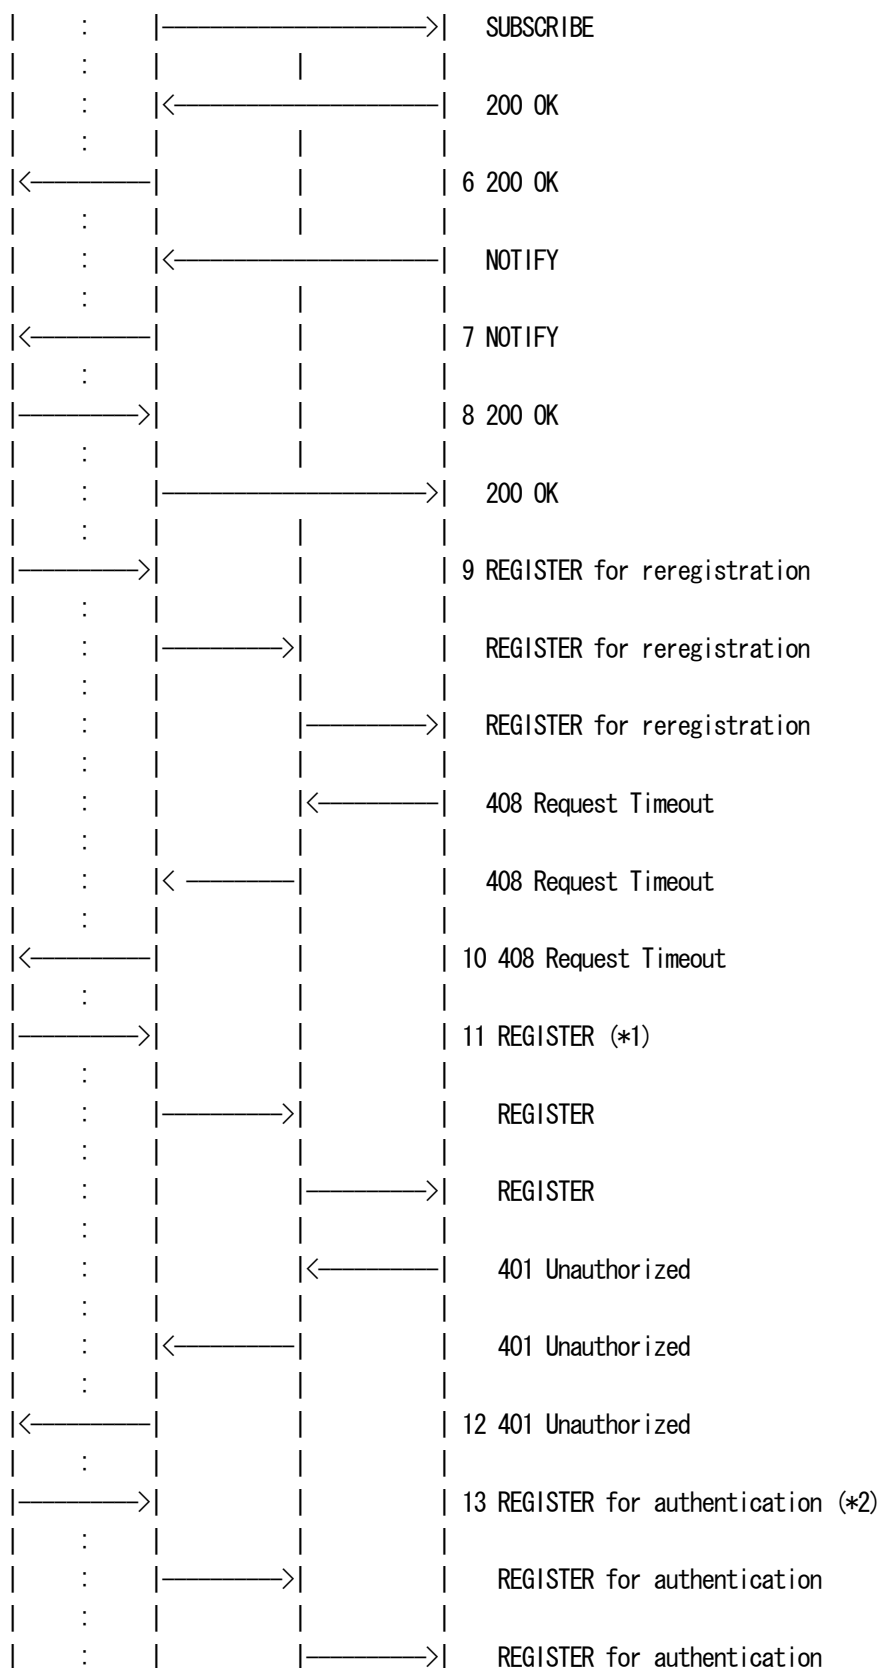 SUBSCRIBE
200 OK
6 200 OK
NOTIFY
7 NOTIFY
8 200 OK
200 OK
9 REGISTER for reregistration
REGISTER for reregistration
REGISTER for reregistration
408 Request Timeout
408 Request Timeout
10 408 Request Timeout
11 REGISTER (*1)
REGISTER
REGISTER
401 Unauthorized
401 Unauthorized
12 401 Unauthorized
13 REGISTER for authentication (*2)
REGISTER for authentication
REGISTER for authentication